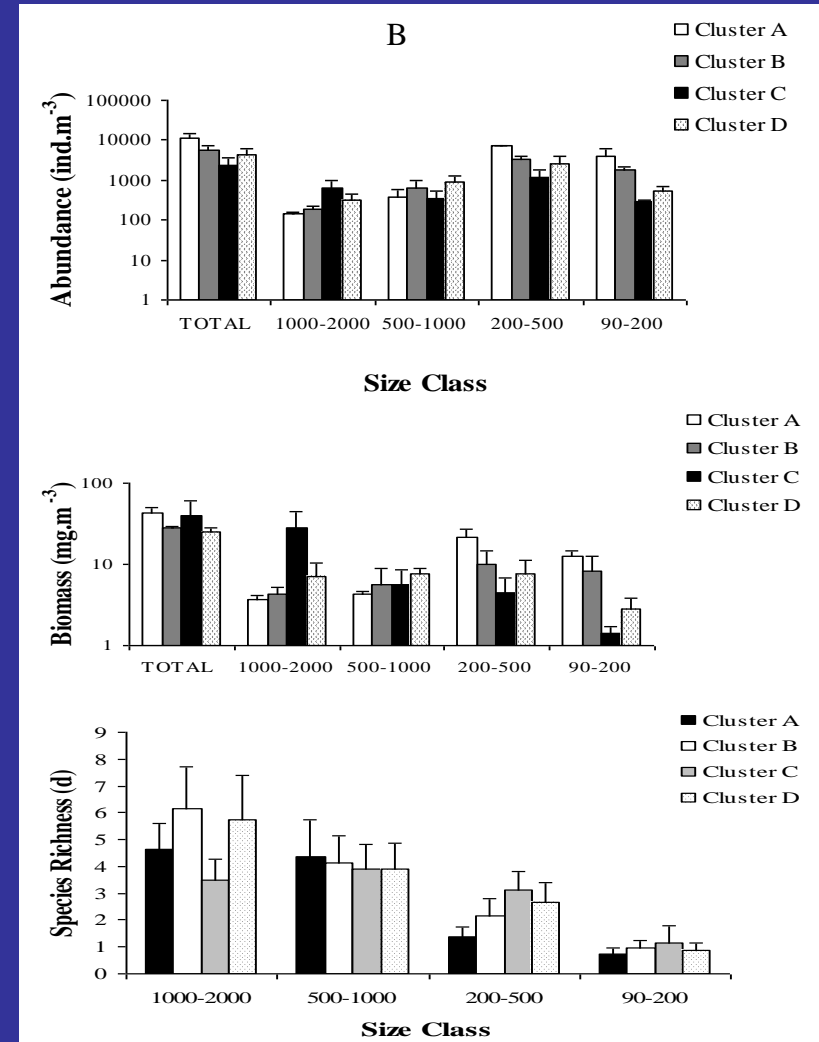 B
Cluster A
Cluster B
Cluster C
Cluster D
Abundance (ind.m⁻³)
100000
10000
1000
100
10
1
TOTAL 1000-2000 500-1000 200-500 90-200
Size Class
Cluster A
Cluster B
Cluster C
Cluster D
Biomass (mg.m⁻³)
100
10
1
TOTAL 1000-2000 500-1000 200-500 90-200
Cluster A
Cluster B
Cluster C
Cluster D
Species Richness (d)
9
8
7
6
5
4
3
2
1
0
1000-2000 500-1000 200-500 90-200
Size Class